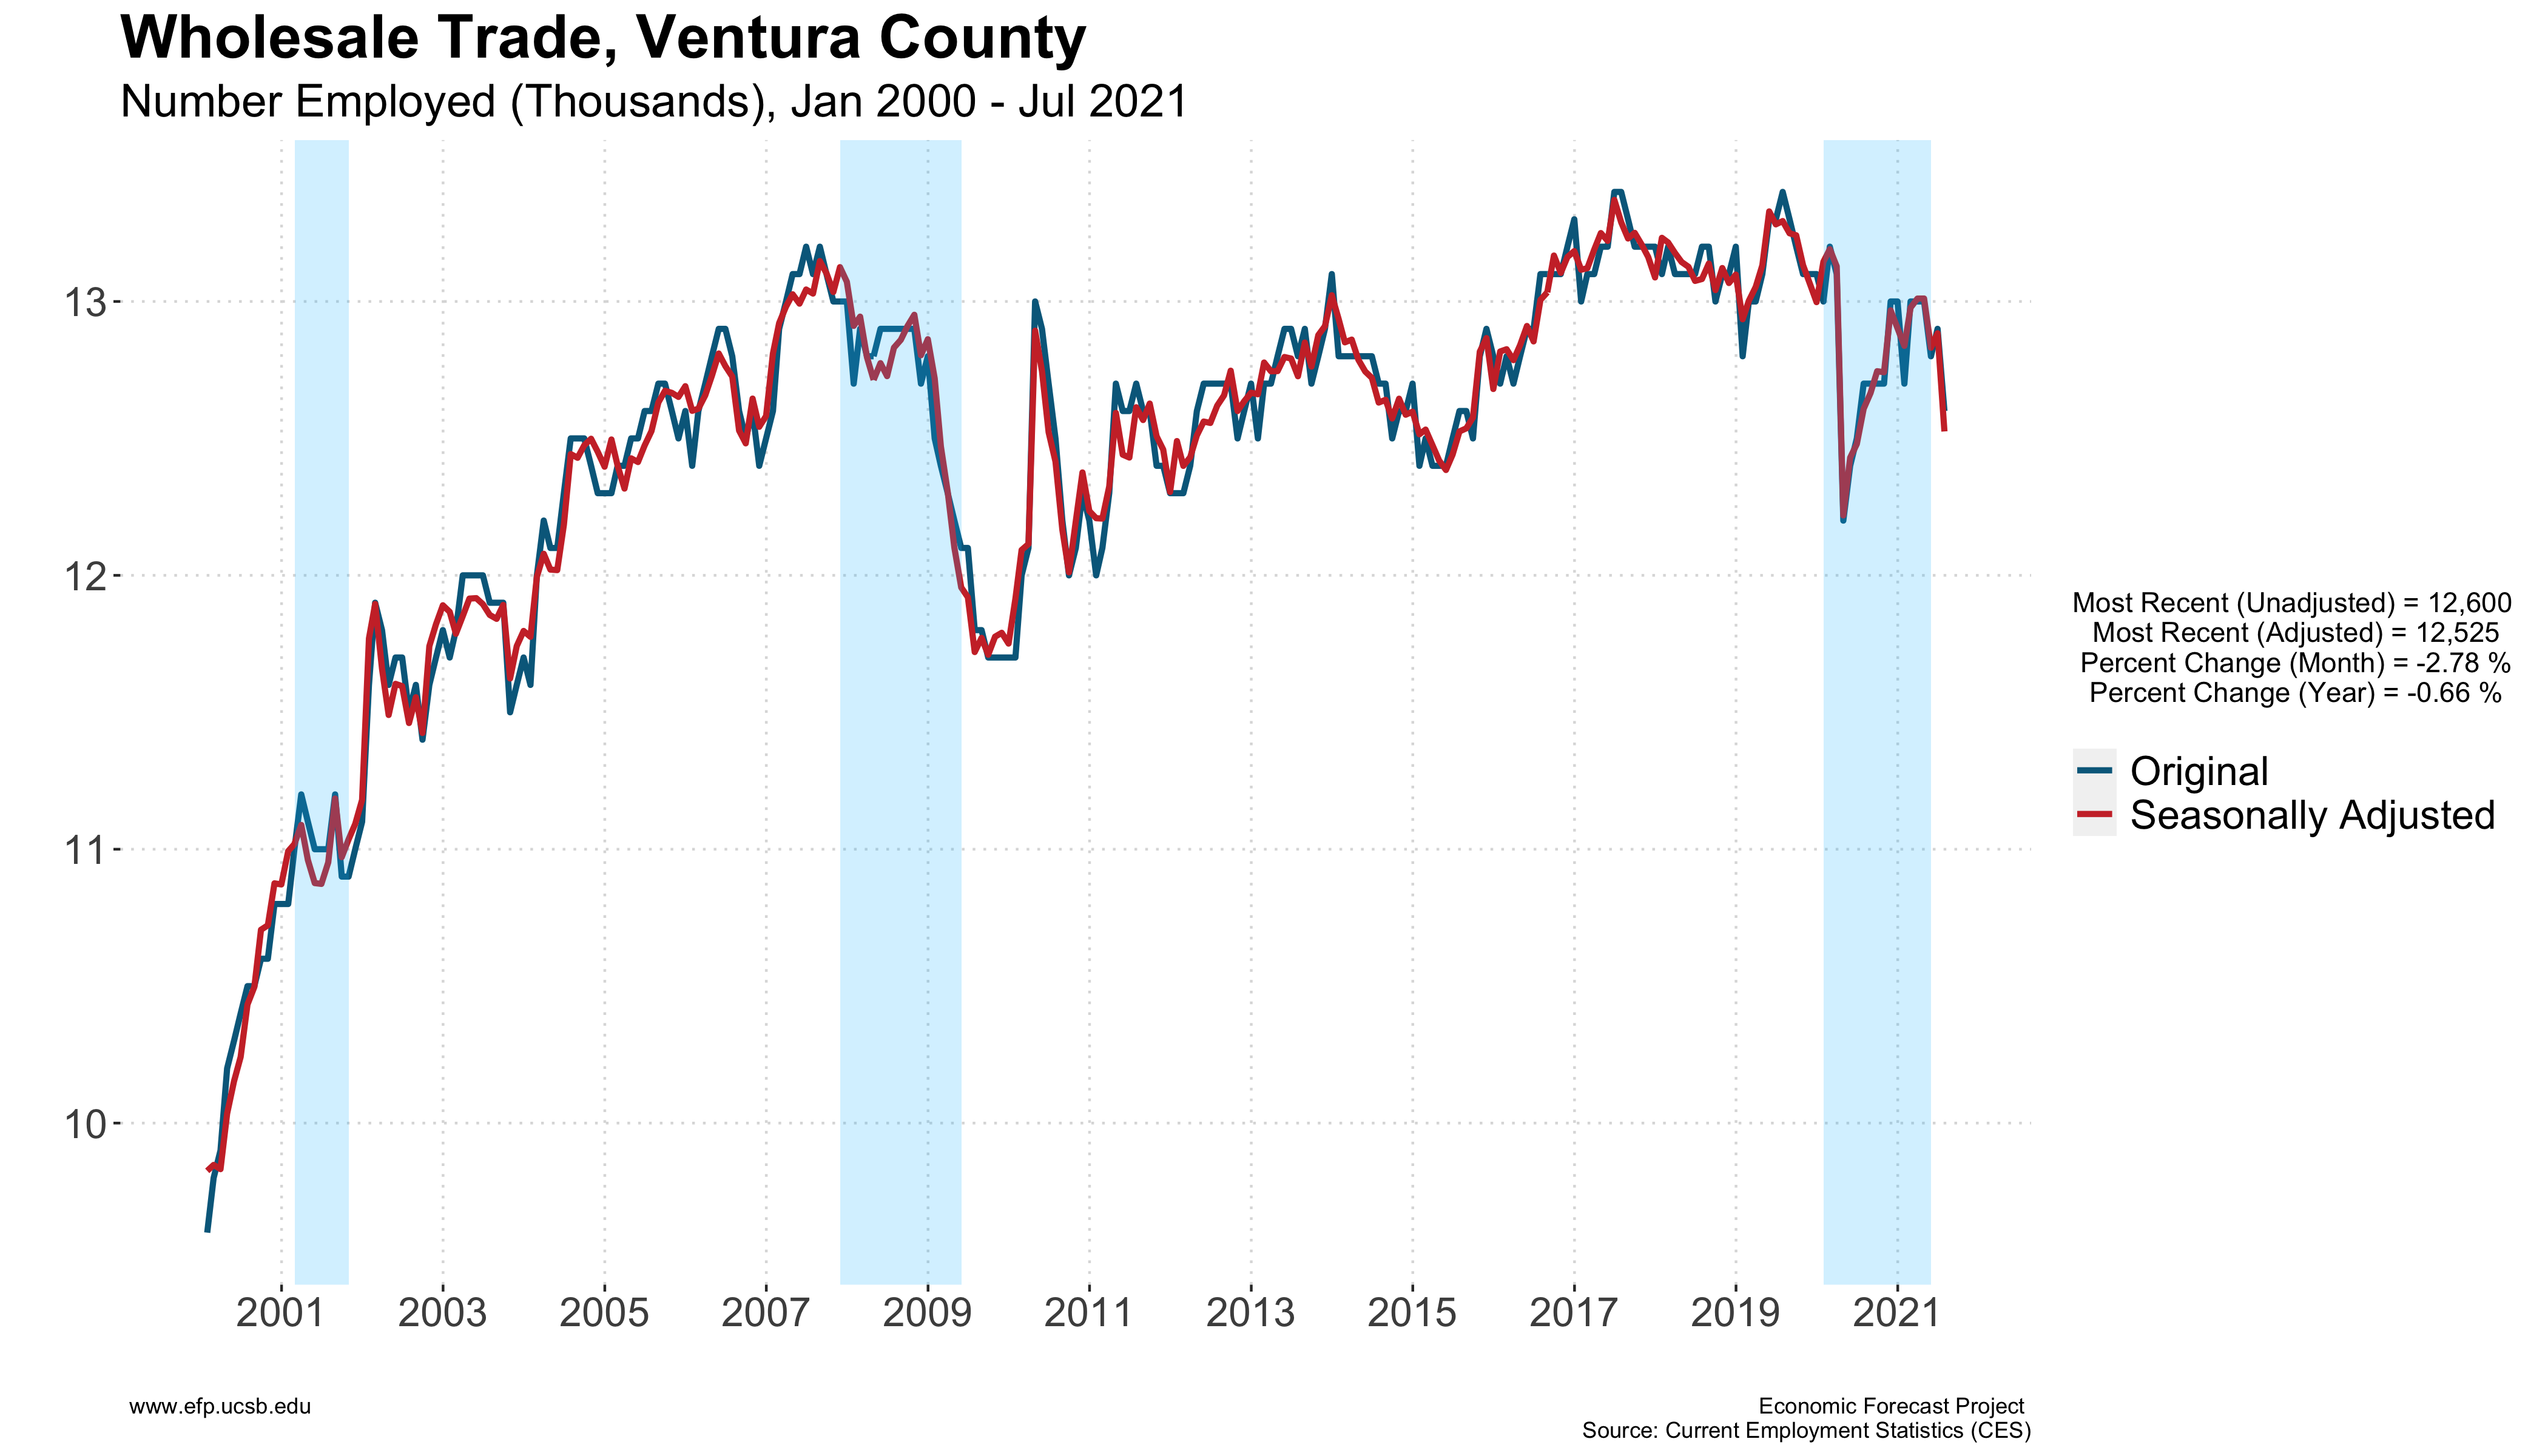 Wholesale Trade, Ventura County
Number Employed (Thousands), Jan 2000 - Jul 2021
13
12
11
10
2001 2003 2005 2007 2009 2011 2013 2015 2017 2019 2021
Most Recent (Unadjusted) = 12,600
Most Recent (Adjusted) = 12,525
Percent Change (Month) = -2.78 %
Percent Change (Year) = -0.66 %
Original
Seasonally Adjusted
www.efp.ucsb.edu
Economic Forecast Project
Source: Current Employment Statistics (CES)